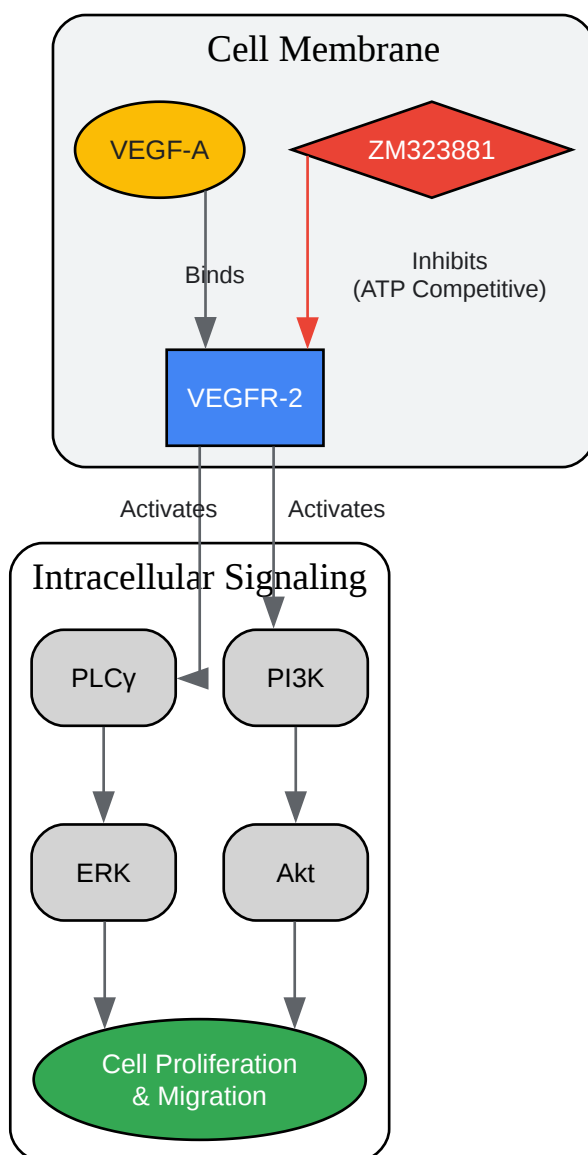 Cell Membrane
VEGF-A
ZM323881
Binds
Inhibits
(ATP Competitive)
VEGFR-2
Activates
Activates
Intracellular Signaling
PLCγ
PI3K
ERK
Akt
Cell Proliferation
& Migration